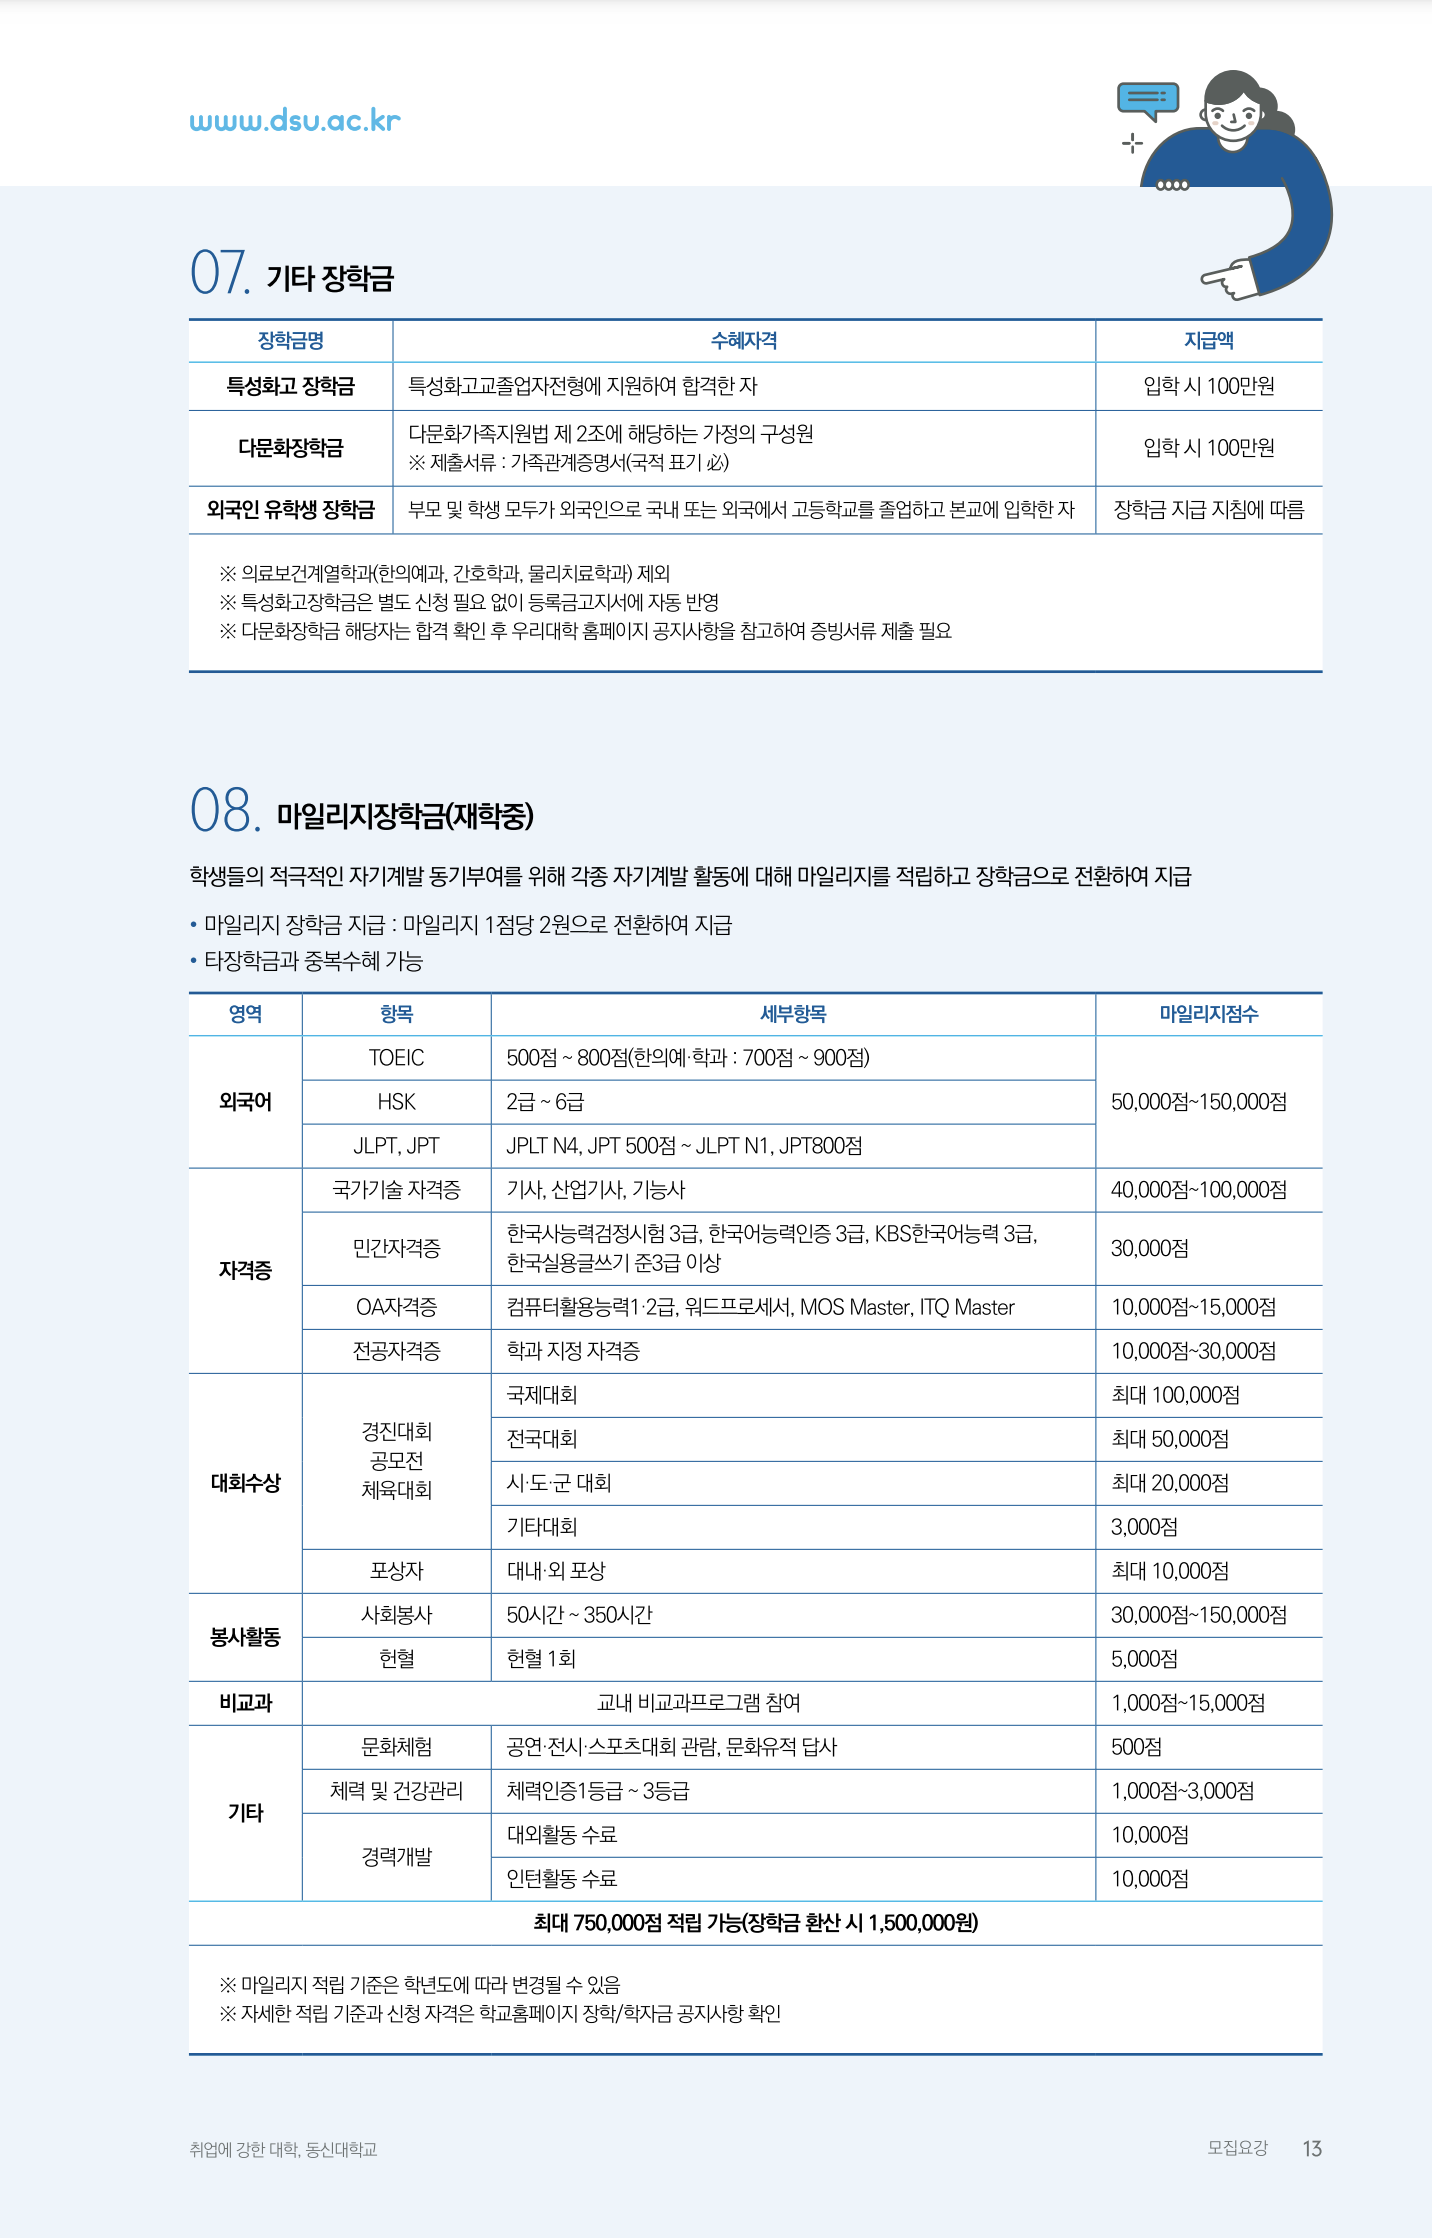 www.dsu.ac.kr
07. 기타 장학금
장학금명 수혜자격 지급액
특성화고 장학금 특성화고교졸업자전형에 지원하여 합격한 자 입학 시 100만원
다문화장학금 다문화가족지원법 제 2조에 해당하는 가정의 구성원 입학 시 100만원
※ 제출서류 : 가족관계증명서(국적 표기 必)
외국인 유학생 장학금 부모 및 학생 모두가 외국인으로 국내 또는 외국에서 고등학교를 졸업하고 본교에 입학한 자 장학금 지급 지침에 따름
※ 의료보건계열학과(한의예과, 간호학과, 물리치료학과) 제외
※ 특성화고장학금은 별도 신청 필요 없이 등록금고지서에 자동 반영
※ 다문화장학금 해당자는 합격 확인 후 우리대학 홈페이지 공지사항을 참고하여 증빙서류 제출 필요
08. 마일리지장학금(재학중)
학생들의 적극적인 자기계발 동기부여를 위해 각종 자기계발 활동에 대해 마일리지를 적립하고 장학금으로 전환하여 지급
• 마일리지 장학금 지급 : 마일리지 1점당 2원으로 전환하여 지급
• 타장학금과 중복수혜 가능
영역 항목 세부항목 마일리지점수
외국어 TOEIC 500점 ~ 800점(한의예·학과 : 700점 ~ 900점) 50,000점~150,000점
HSK 2급 ~ 6급
JLPT, JPT JPLT N4, JPT 500점 ~ JLPT N1, JPT800점
자격증 국가기술 자격증 기사, 산업기사, 기능사 40,000점~100,000점
민간자격증 한국사능력검정시험 3급, 한국어능력인증 3급, KBS한국어능력 3급, 30,000점
한국실용글쓰기 준3급 이상
OA자격증 컴퓨터활용능력1·2급, 워드프로세서, MOS Master, ITQ Master 10,000점~15,000점
전공자격증 학과 지정 자격증 10,000점~30,000점
대회수상 경진대회 국제대회 최대 100,000점
공모전 전국대회 최대 50,000점
체육대회 시·도·군 대회 최대 20,000점
기타대회 3,000점
포상자 대내·외 포상 최대 10,000점
봉사활동 사회봉사 50시간 ~ 350시간 30,000점~150,000점
헌혈 헌혈 1회 5,000점
비교과 교내 비교과프로그램 참여 1,000점~15,000점
기타 문화체험 공연·전시·스포츠대회 관람, 문화유적 답사 500점
체력 및 건강관리 체력인증1등급 ~ 3등급 1,000점~3,000점
경력개발 대외활동 수료 10,000점
인턴활동 수료 10,000점
최대 750,000점 적립 가능(장학금 환산 시 1,500,000원)
※ 마일리지 적립 기준은 학년도에 따라 변경될 수 있음
※ 자세한 적립 기준과 신청 자격은 학교홈페이지 장학/학자금 공지사항 확인
취업에 강한 대학, 동신대학교 모집요강 13